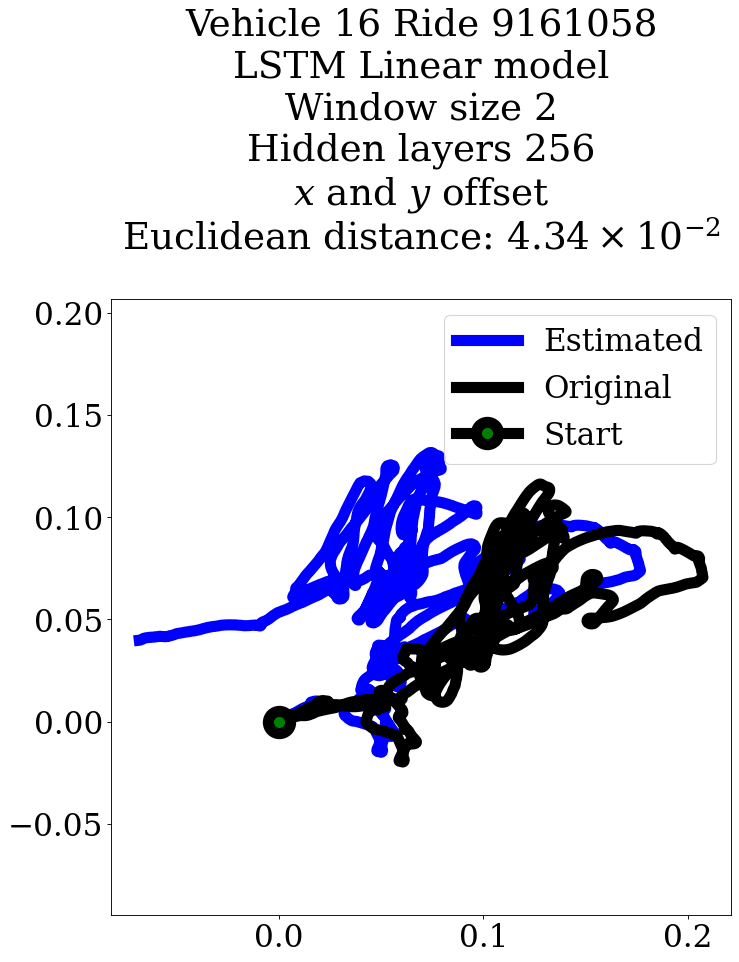 Vehicle 16 Ride 9161058
LSTM Linear model
Window size 2
Hidden layers 256
x and y offset
Euclidean distance: 4.34 × 10⁻²
0.20
Estimated
Original
Start
0.15
0.10
0.05
0.00
−0.05
0.0 0.1 0.2